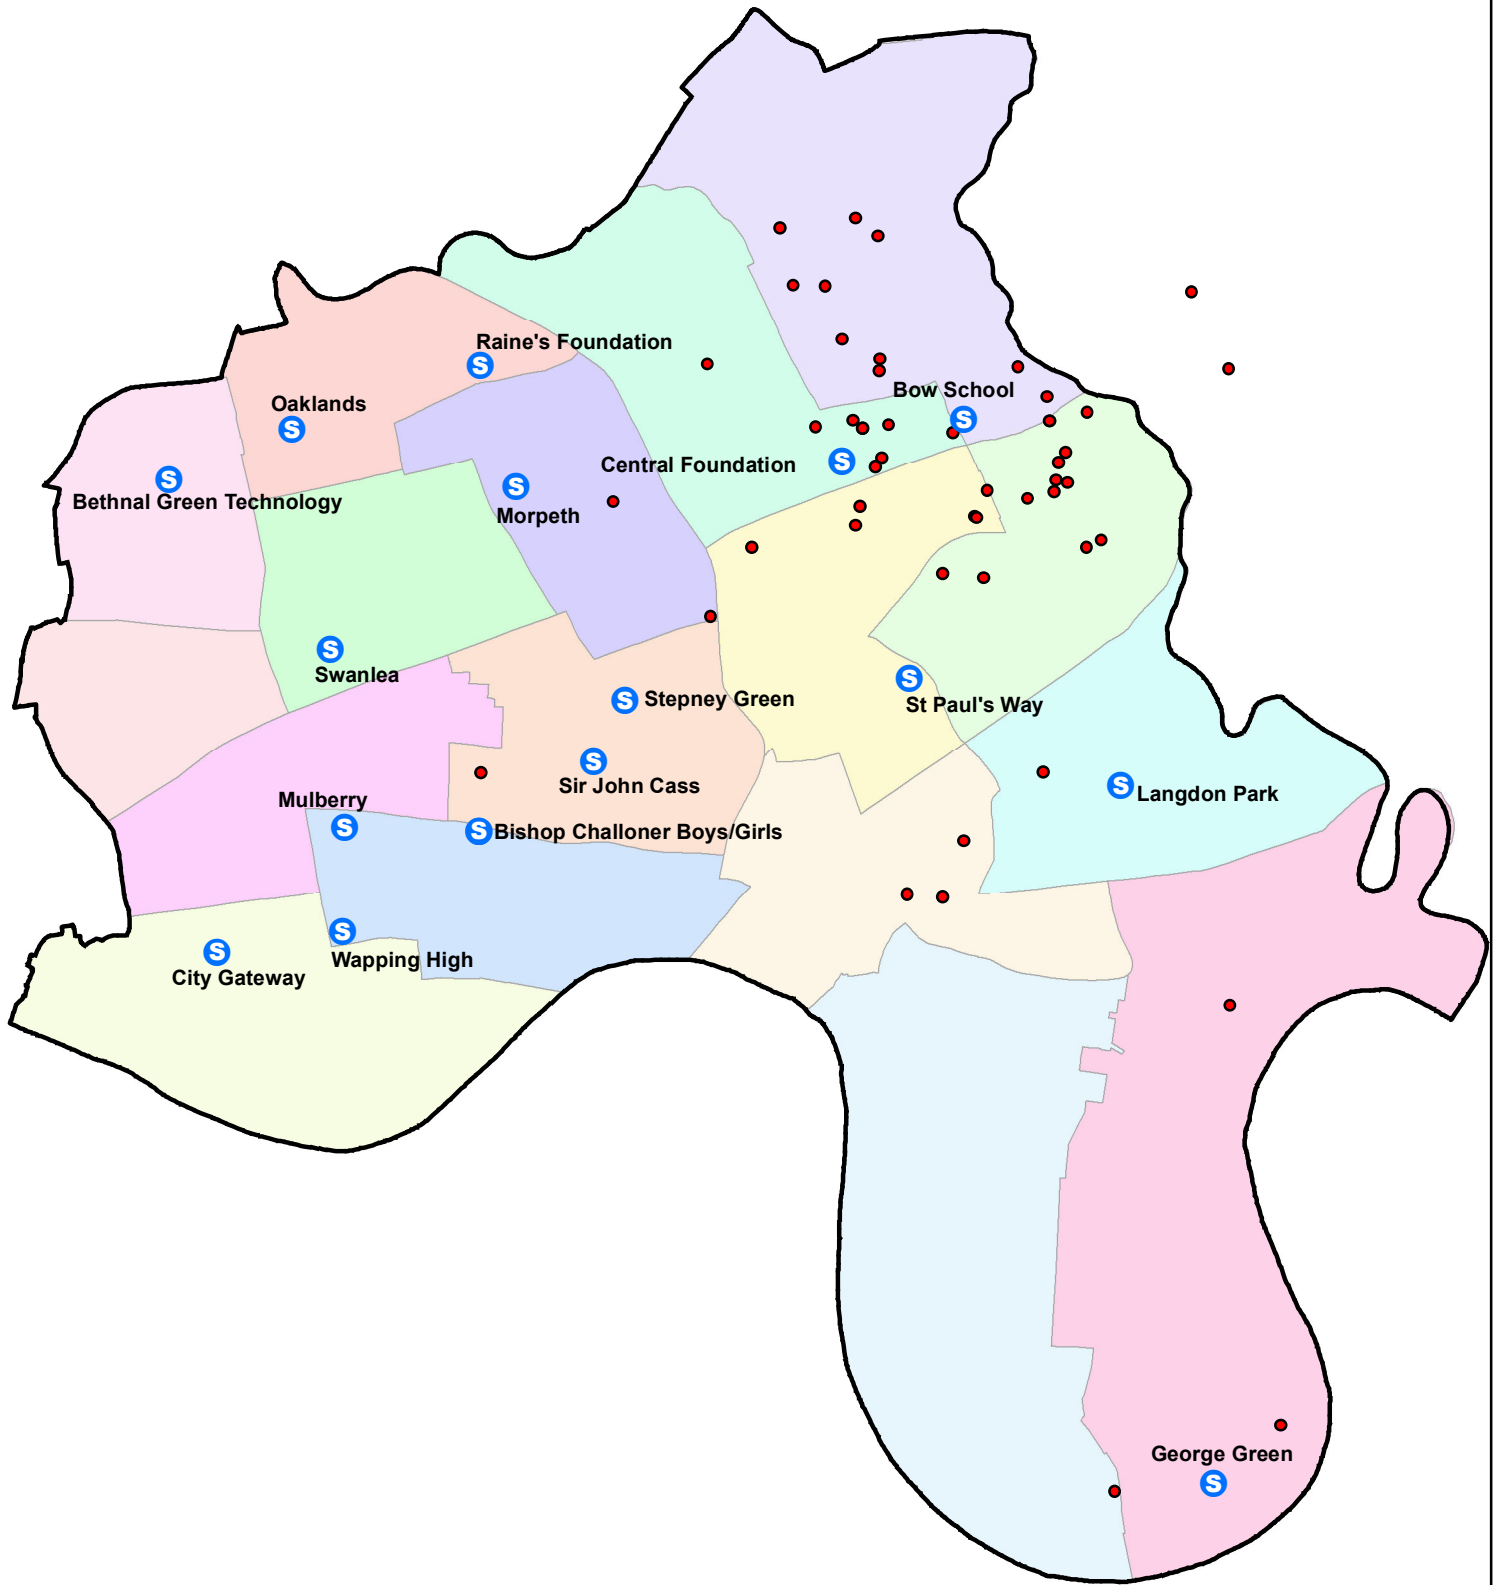 Raine's Foundation
S
Bow School
S
Oaklands
S
Central Foundation
S
S
Bethnal Green Technology
S
Morpeth
S
Swanlea
S
St Paul's Way
S
Stepney Green
S
Sir John Cass
S
Langdon Park
Mulberry
S
S
Bishop Challoner Boys/Girls
S
Wapping High
S
City Gateway
George Green
S